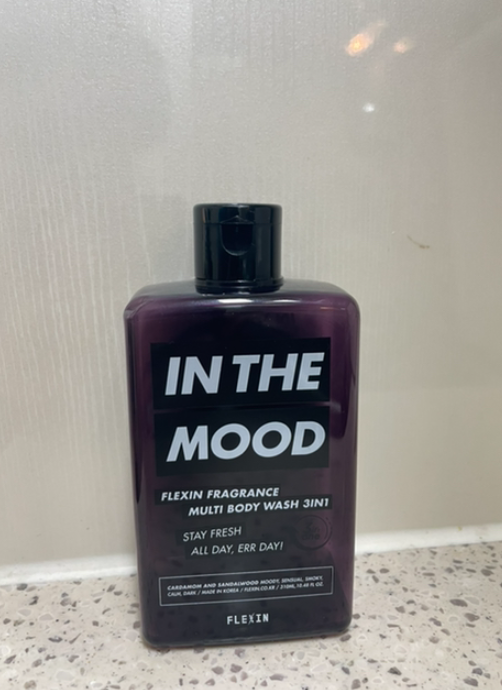 IN THE
MOOD
FLEXIN FRAGRANCE
MULTI BODY WASH 3IN1
STAY FRESH
ALL DAY, ERR DAY!
CARDAMOM AND SANDALWOOD MOODY, SENSUAL, SMOKY,
CALM, DARK / MADE IN KOREA / FLEXIN.CO.KR / 310ML,10.48 FL OZ.
FLEXIN